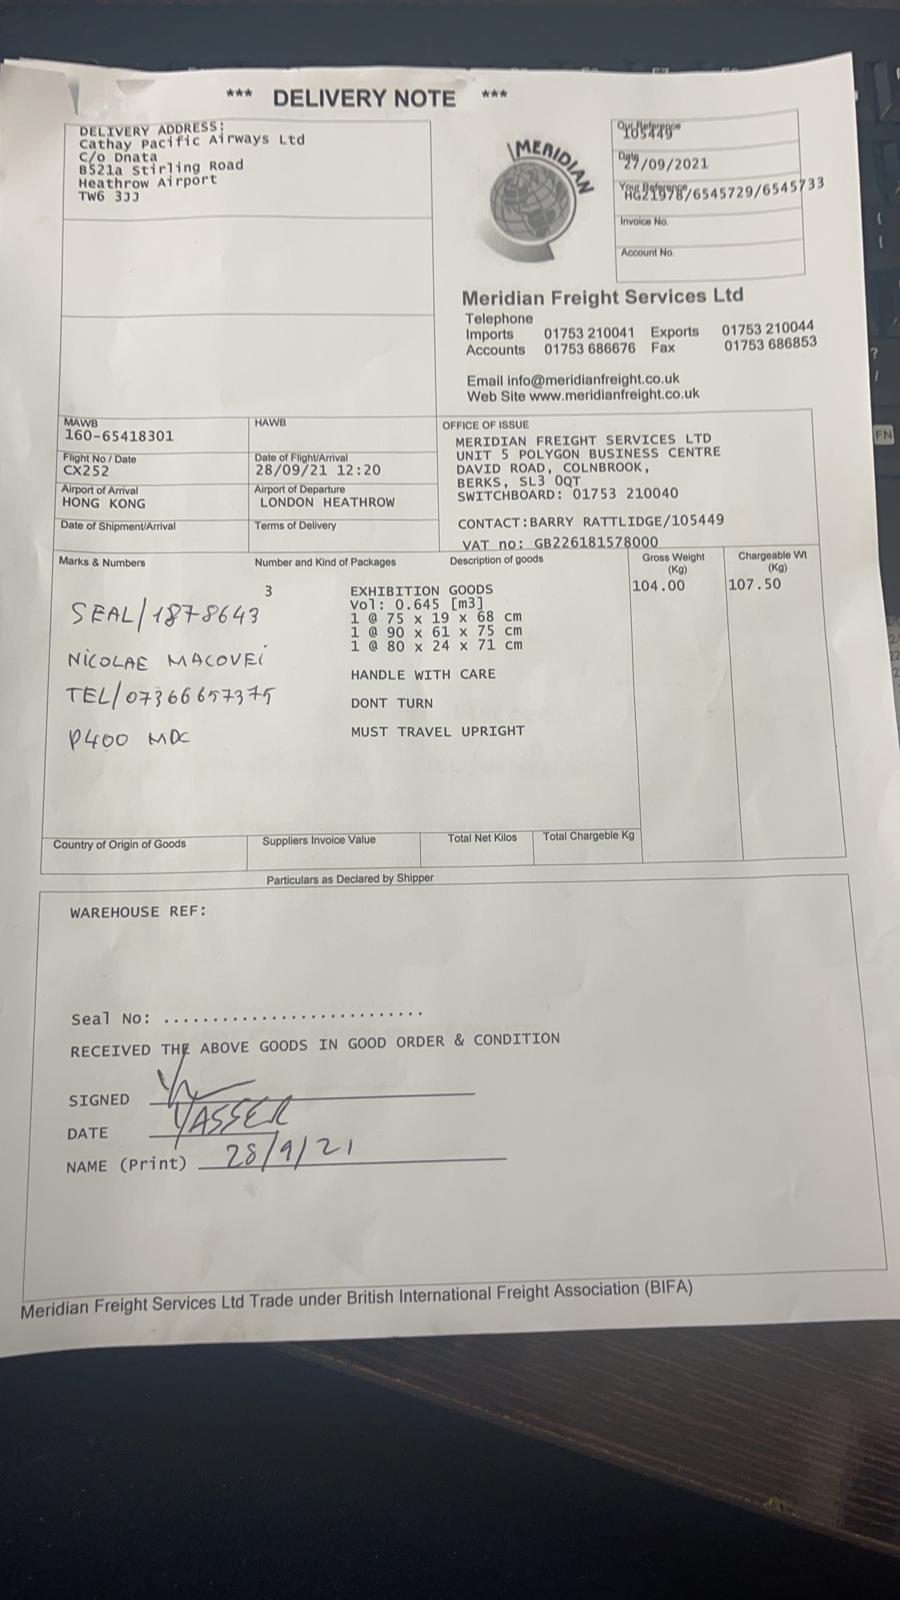 *** DELIVERY NOTE ***
DELIVERY ADDRESS:
Cathay Pacific Airways Ltd
C/o Dnata
B521a Stirling Road
Heathrow Airport
TW6 3JJ
MERIDIAN
Our Reference
105449
Date
27/09/2021
Your Reference
HG21978/6545729/6545733
Invoice No.
Account No.
Meridian Freight Services Ltd
Telephone
Imports 01753 210041 Exports 01753 210044
Accounts 01753 686676 Fax 01753 686853
Email info@meridianfreight.co.uk
Web Site www.meridianfreight.co.uk
MAWB
160-65418301
HAWB
Flight No / Date
CX252
Date of Flight/Arrival
28/09/21 12:20
Airport of Arrival
HONG KONG
Airport of Departure
LONDON HEATHROW
Date of Shipment/Arrival
Terms of Delivery
OFFICE OF ISSUE
MERIDIAN FREIGHT SERVICES LTD
UNIT 5 POLYGON BUSINESS CENTRE
DAVID ROAD, COLNBROOK,
BERKS, SL3 0QT
SWITCHBOARD: 01753 210040
CONTACT:BARRY RATTLIDGE/105449
VAT no: GB226181578000
Marks & Numbers
Number and Kind of Packages
Description of goods
Gross Weight
(Kg)
Chargeable Wt
(Kg)
SEAL/1878643
NICOLAE MACOVEI
TEL/07366657375
P400 MDC
3
EXHIBITION GOODS
Vol: 0.645 [m3]
1 @ 75 x 19 x 68 cm
1 @ 90 x 61 x 75 cm
1 @ 80 x 24 x 71 cm
HANDLE WITH CARE
DONT TURN
MUST TRAVEL UPRIGHT
104.00
107.50
Country of Origin of Goods
Suppliers Invoice Value
Total Net Kilos
Total Chargeble Kg
Particulars as Declared by Shipper
WAREHOUSE REF:
Seal No: ...........................
RECEIVED THE ABOVE GOODS IN GOOD ORDER & CONDITION
SIGNED
DATE YASSER
NAME (Print) 28/9/21
Meridian Freight Services Ltd Trade under British International Freight Association (BIFA)